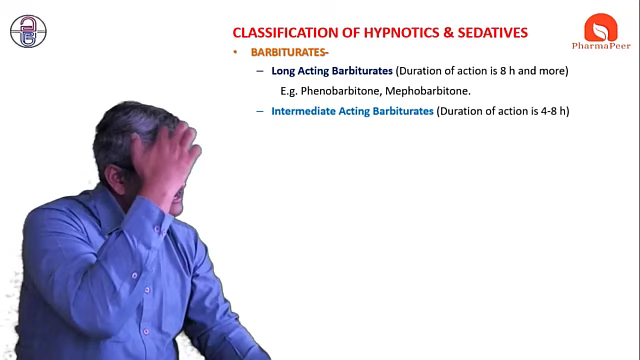 CLASSIFICATION OF HYPNOTICS & SEDATIVES
PharmaPeer
• BARBITURATES-
– Long Acting Barbiturates (Duration of action is 8 h and more)
E.g. Phenobarbitone, Mephobarbitone.
– Intermediate Acting Barbiturates (Duration of action is 4-8 h)